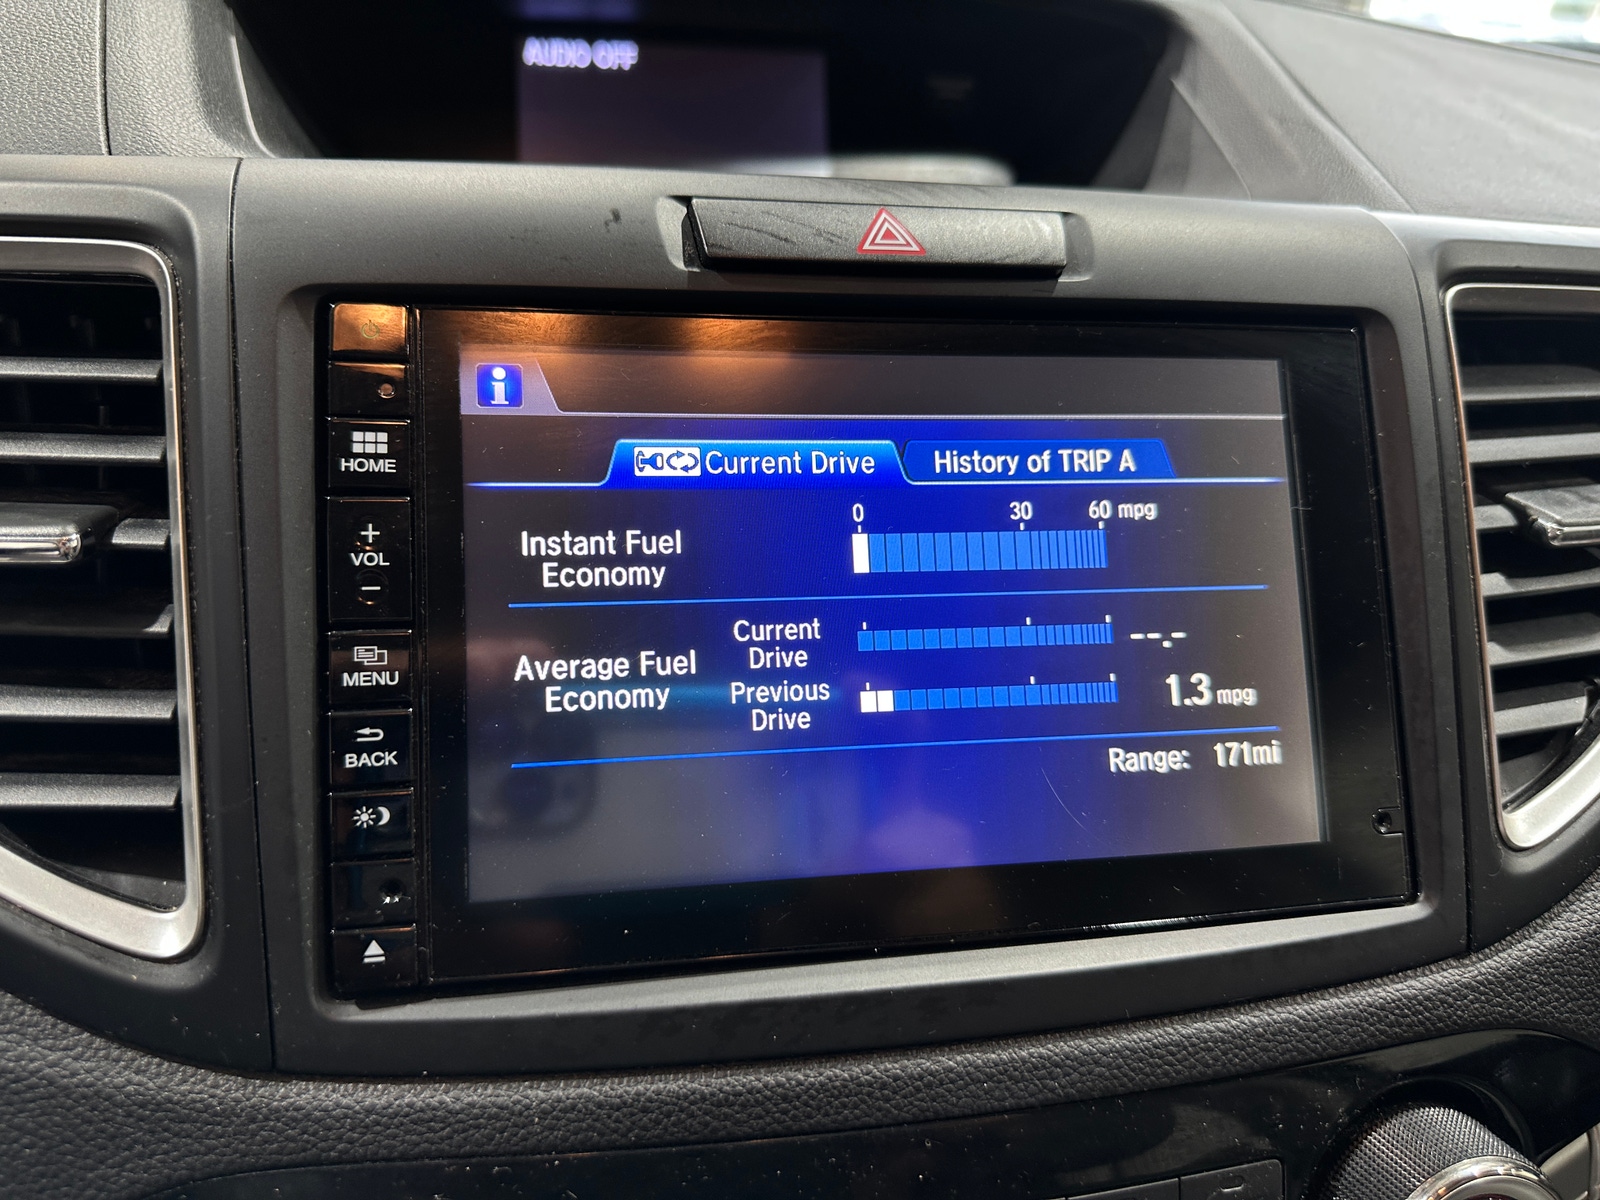 AUDIO OFF
HOME
+
VOL
-
MENU
BACK
i
Current Drive
History of TRIP A
0 30 60 mpg
Instant Fuel
Economy
Average Fuel
Economy
Current
Drive
--.-
Previous
Drive
1.3 mpg
Range: 171mi